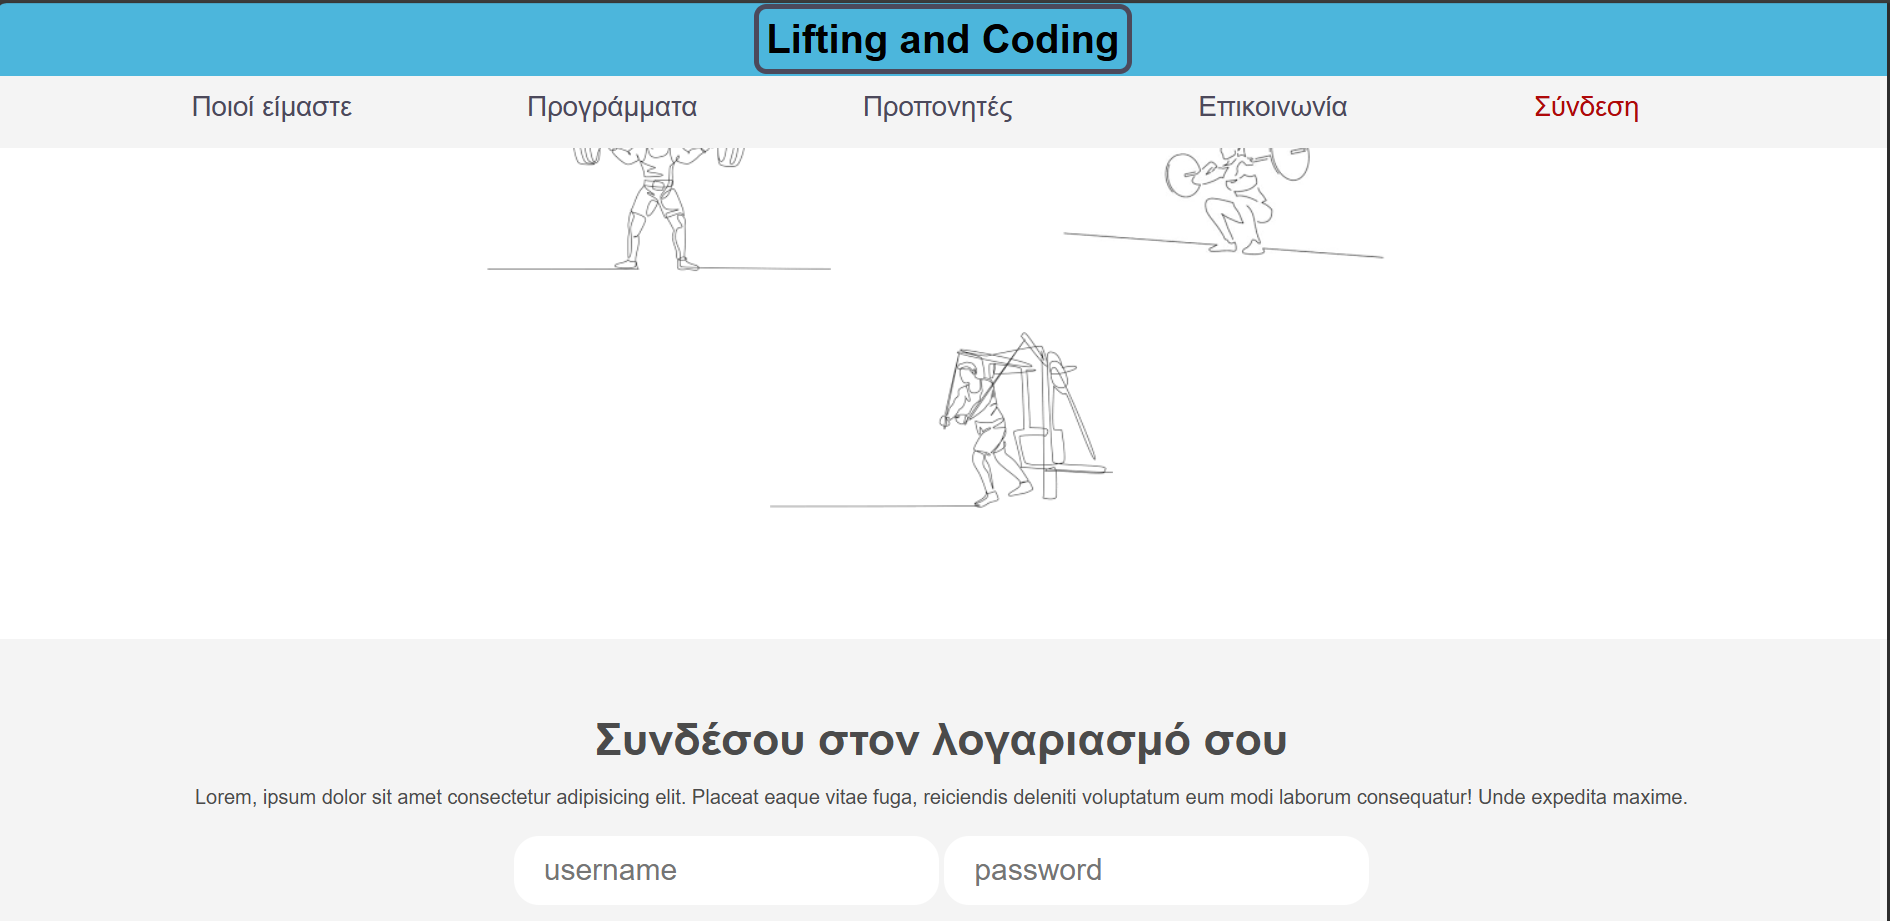 Lifting and Coding
Ποιοί είμαστε Προγράμματα Προπονητές Επικοινωνία Σύνδεση
Συνδέσου στον λογαριασμό σου
Lorem, ipsum dolor sit amet consectetur adipisicing elit. Placeat eaque vitae fuga, reiciendis deleniti voluptatum eum modi laborum consequatur! Unde expedita maxime.
username password